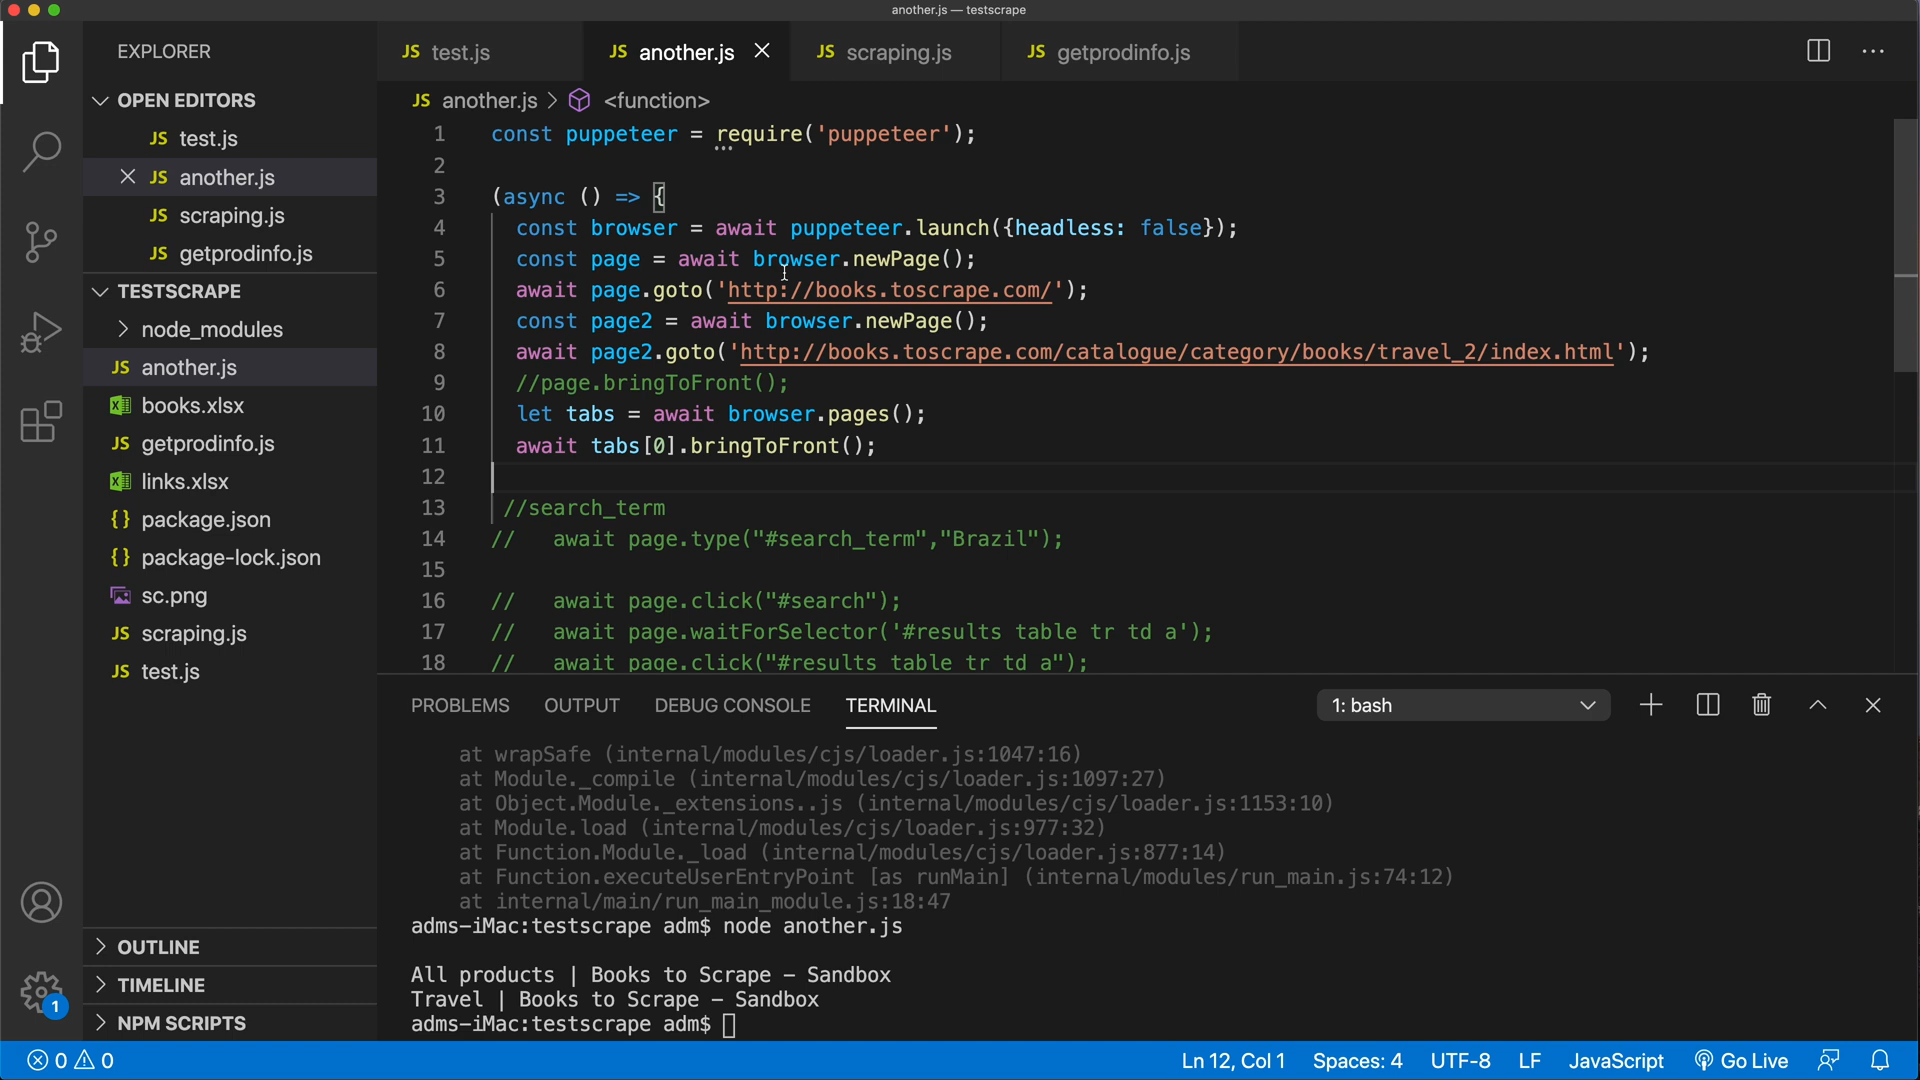 another.js — testscrape
EXPLORER
OPEN EDITORS
JS test.js
JS another.js
JS scraping.js
JS getprodinfo.js
TESTSCRAPE
node_modules
JS another.js
books.xlsx
JS getprodinfo.js
links.xlsx
{} package.json
{} package-lock.json
sc.png
JS scraping.js
JS test.js
OUTLINE
TIMELINE
NPM SCRIPTS
1
JS test.js JS another.js JS scraping.js JS getprodinfo.js
JS another.js > <function>
1 const puppeteer = require('puppeteer');
2
3 (async () => {
4 const browser = await puppeteer.launch({headless: false});
5 const page = await browser.newPage();
6 await page.goto('http://books.toscrape.com/');
7 const page2 = await browser.newPage();
8 await page2.goto('http://books.toscrape.com/catalogue/category/books/travel_2/index.html');
9 //page.bringToFront();
10 let tabs = await browser.pages();
11 await tabs[0].bringToFront();
12
13 //search_term
14 // await page.type("#search_term","Brazil");
15
16 // await page.click("#search");
17 // await page.waitForSelector('#results table tr td a');
18 // await page.click("#results table tr td a");
PROBLEMS OUTPUT DEBUG CONSOLE TERMINAL 1: bash
at wrapSafe (internal/modules/cjs/loader.js:1047:16)
at Module._compile (internal/modules/cjs/loader.js:1097:27)
at Object.Module._extensions..js (internal/modules/cjs/loader.js:1153:10)
at Module.load (internal/modules/cjs/loader.js:977:32)
at Function.Module._load (internal/modules/cjs/loader.js:877:14)
at Function.executeUserEntryPoint [as runMain] (internal/modules/run_main.js:74:12)
at internal/main/run_main_module.js:18:47
adms-iMac:testscrape adm$ node another.js
All products | Books to Scrape – Sandbox
Travel | Books to Scrape – Sandbox
adms-iMac:testscrape adm$
0 0 Ln 12, Col 1 Spaces: 4 UTF-8 LF JavaScript Go Live